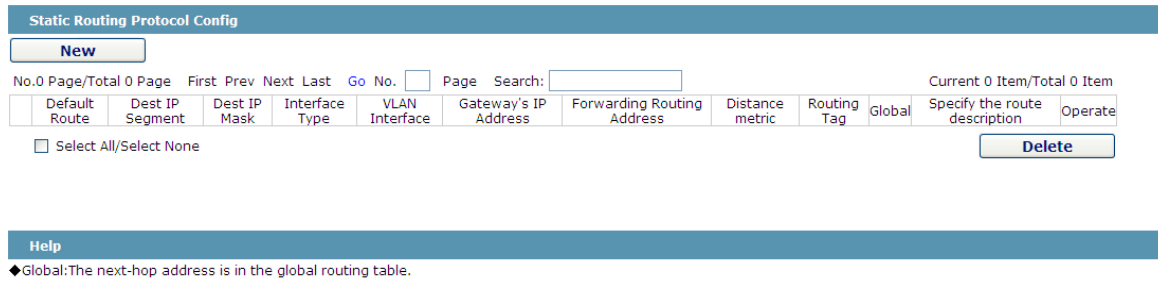 Static Routing Protocol Config
New
No.0 Page/Total 0 Page First Prev Next Last Go No. Page Search: Current 0 Item/Total 0 Item
Default Route Dest IP Segment Dest IP Mask Interface Type VLAN Interface Gateway's IP Address Forwarding Routing Address Distance metric Routing Tag Global Specify the route description Operate
Select All/Select None Delete
Help
◆Global:The next-hop address is in the global routing table.